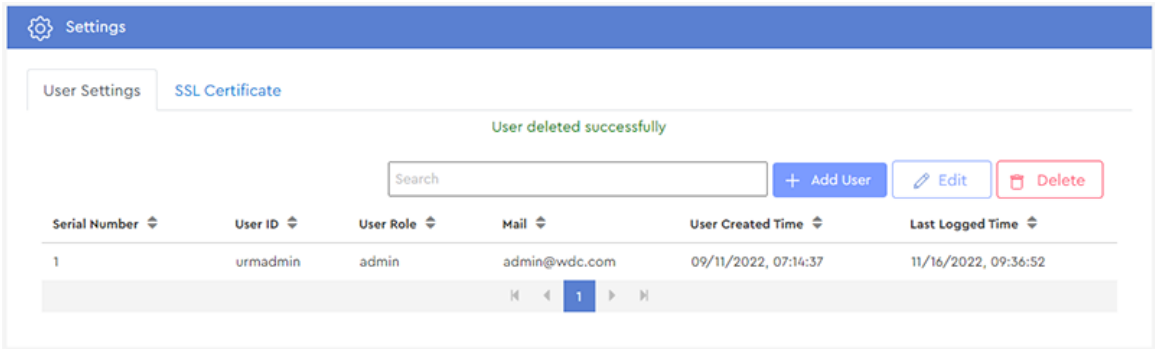 Settings
User Settings SSL Certificate
User deleted successfully
Search + Add User Edit Delete
Serial Number User ID User Role Mail User Created Time Last Logged Time
1 urmadmin admin admin@wdc.com 09/11/2022, 07:14:37 11/16/2022, 09:36:52
1